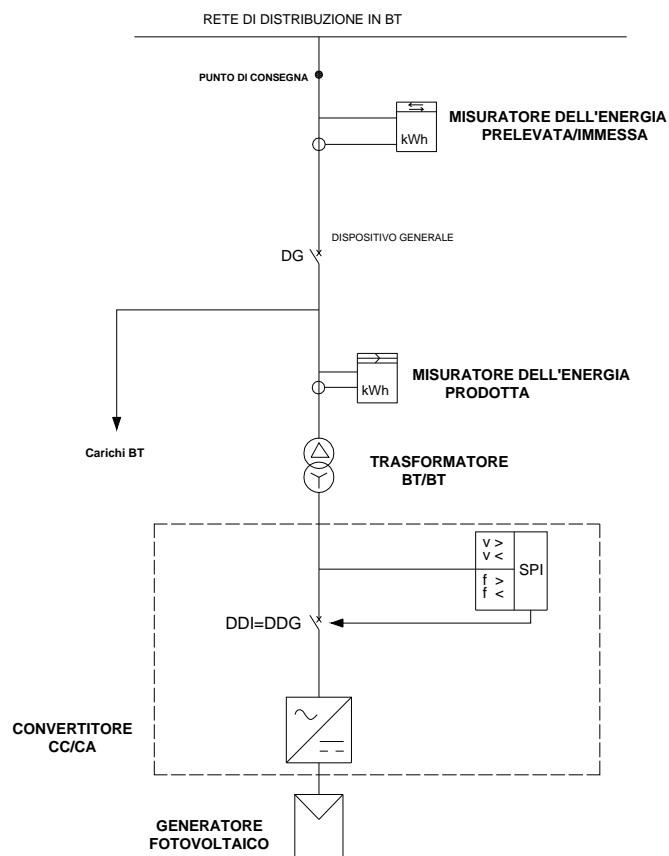 RETE DI DISTRIBUZIONE IN BT
PUNTO DI CONSEGNA
MISURATORE DELL'ENERGIA
PRELEVATA/IMMESSA
kWh
DISPOSITIVO GENERALE
DG
MISURATORE DELL'ENERGIA
PRODOTTA
kWh
Carichi BT
TRASFORMATORE
BT/BT
v >
v <
f >
f <
SPI
DDI=DDG
CONVERTITORE
CC/CA
GENERATORE
FOTOVOLTAICO